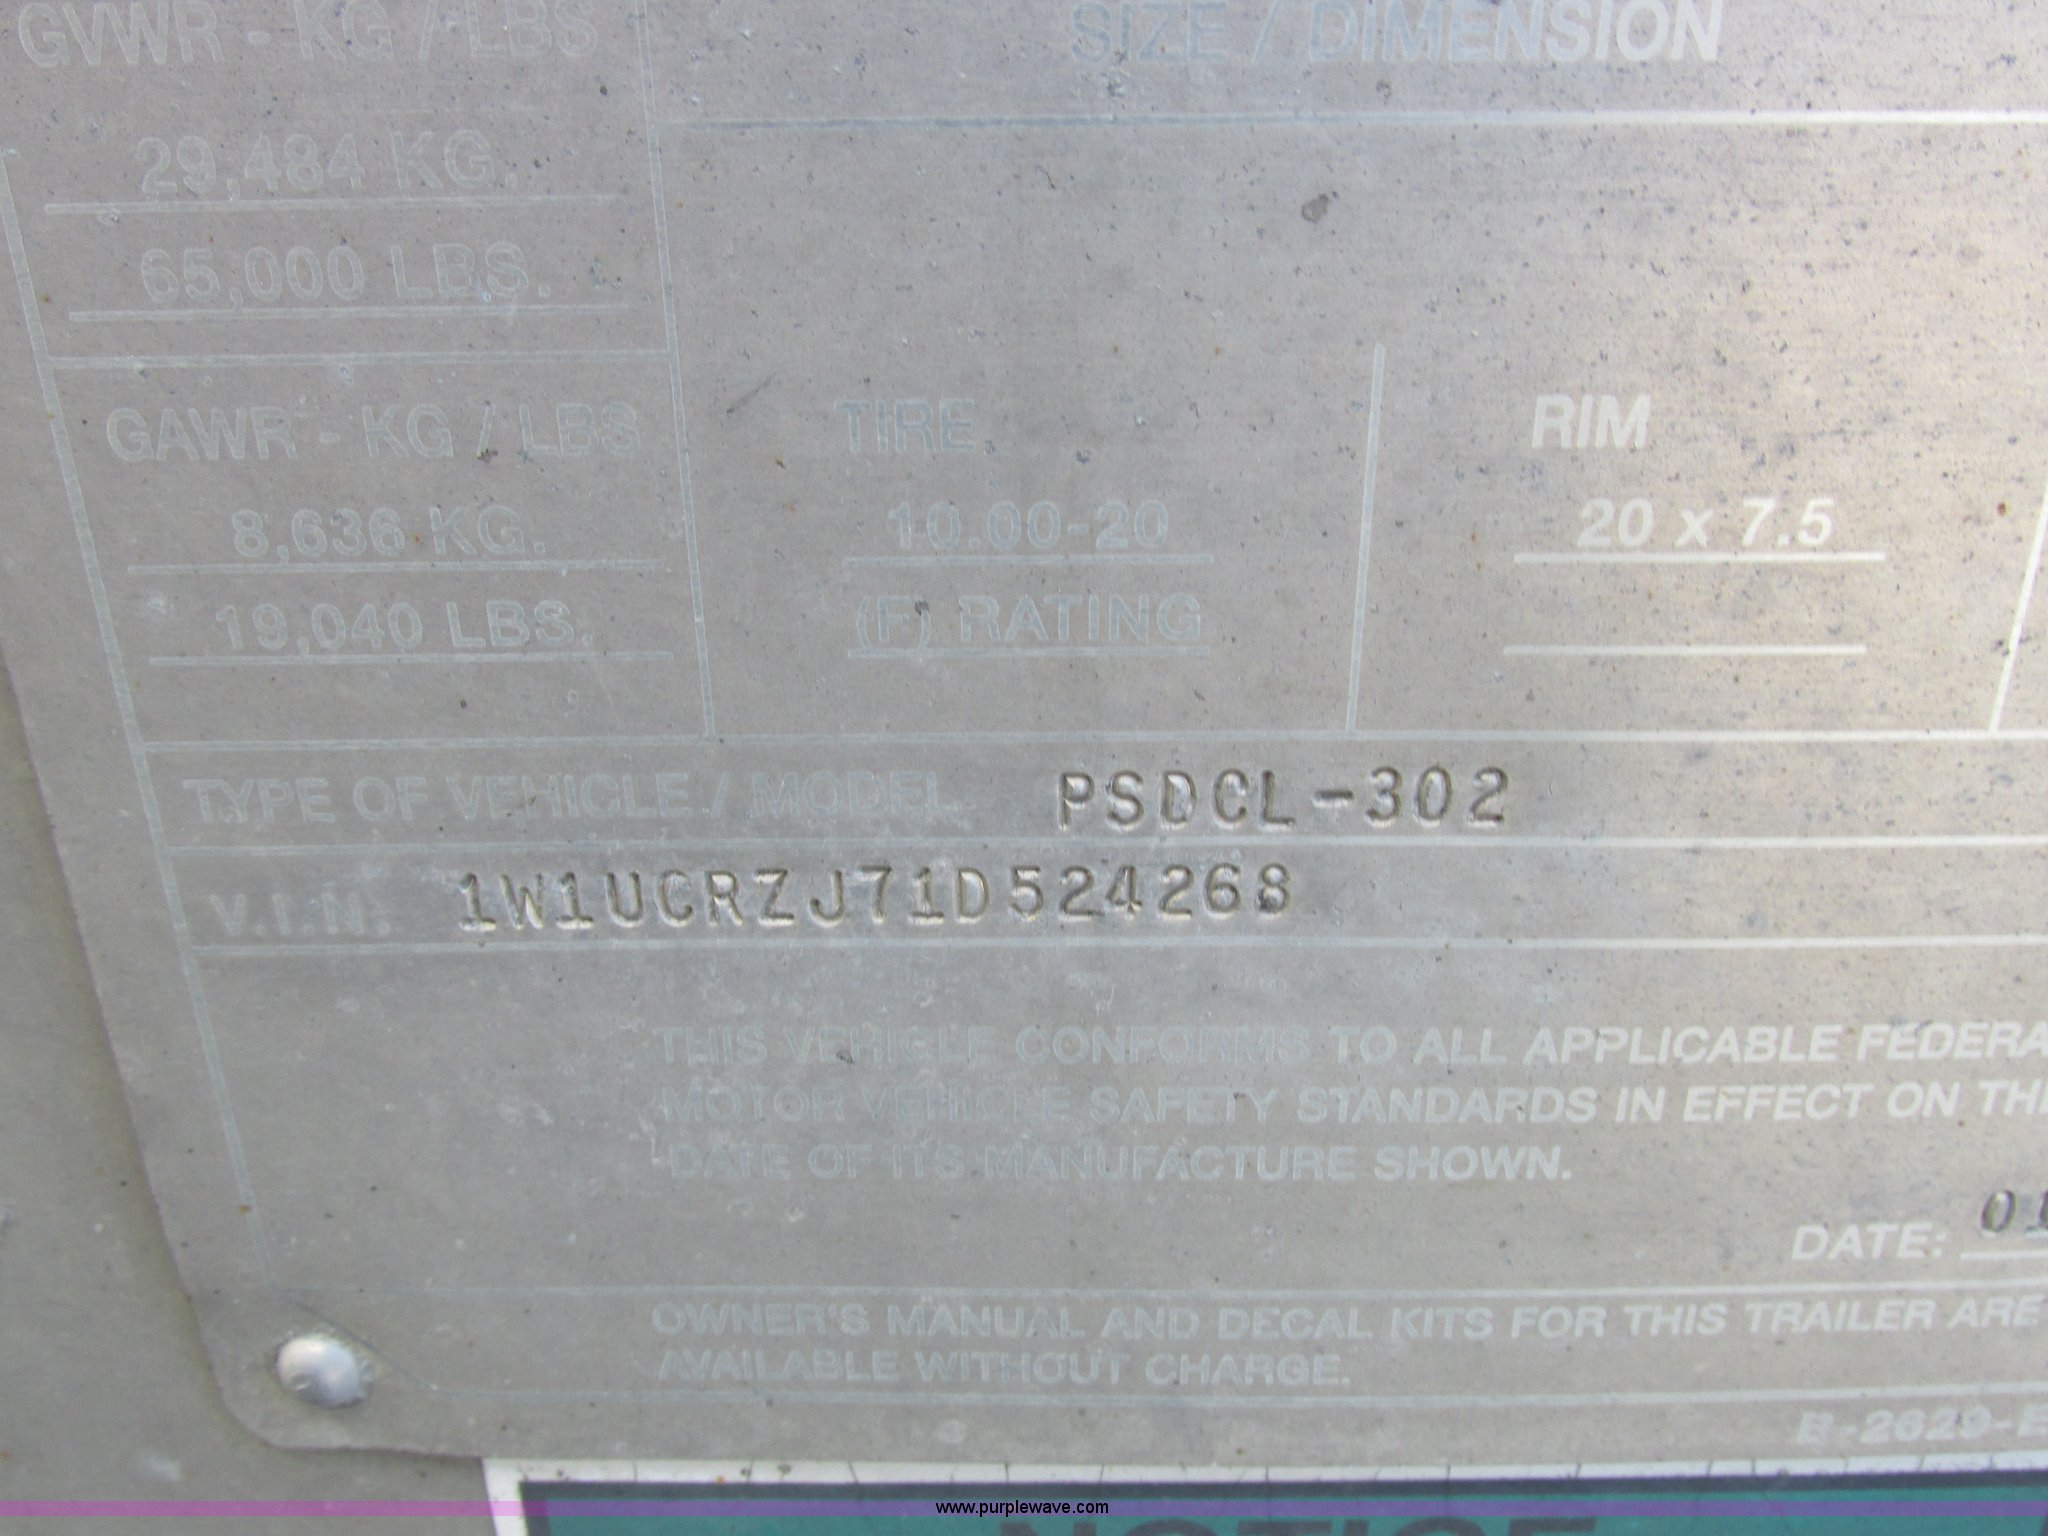 GVWR - KG / LBS
SIZE / DIMENSION
29,484 KG.
65,000 LBS.
GAWR - KG / LBS
TIRE
RIM
8,636 KG.
10.00-20
20 x 7.5
19,040 LBS.
(F) RATING
TYPE OF VEHICLE / MODEL PSDCL-302
V.I.N. 1W1UCRZJ71D524268
THIS VEHICLE CONFORMS TO ALL APPLICABLE FEDERA
MOTOR VEHICLE SAFETY STANDARDS IN EFFECT ON TH
DATE OF ITS MANUFACTURE SHOWN.
DATE: 01
OWNER'S MANUAL AND DECAL KITS FOR THIS TRAILER ARE
AVAILABLE WITHOUT CHARGE.
B-2629-E
www.purplewave.com
NOTICE